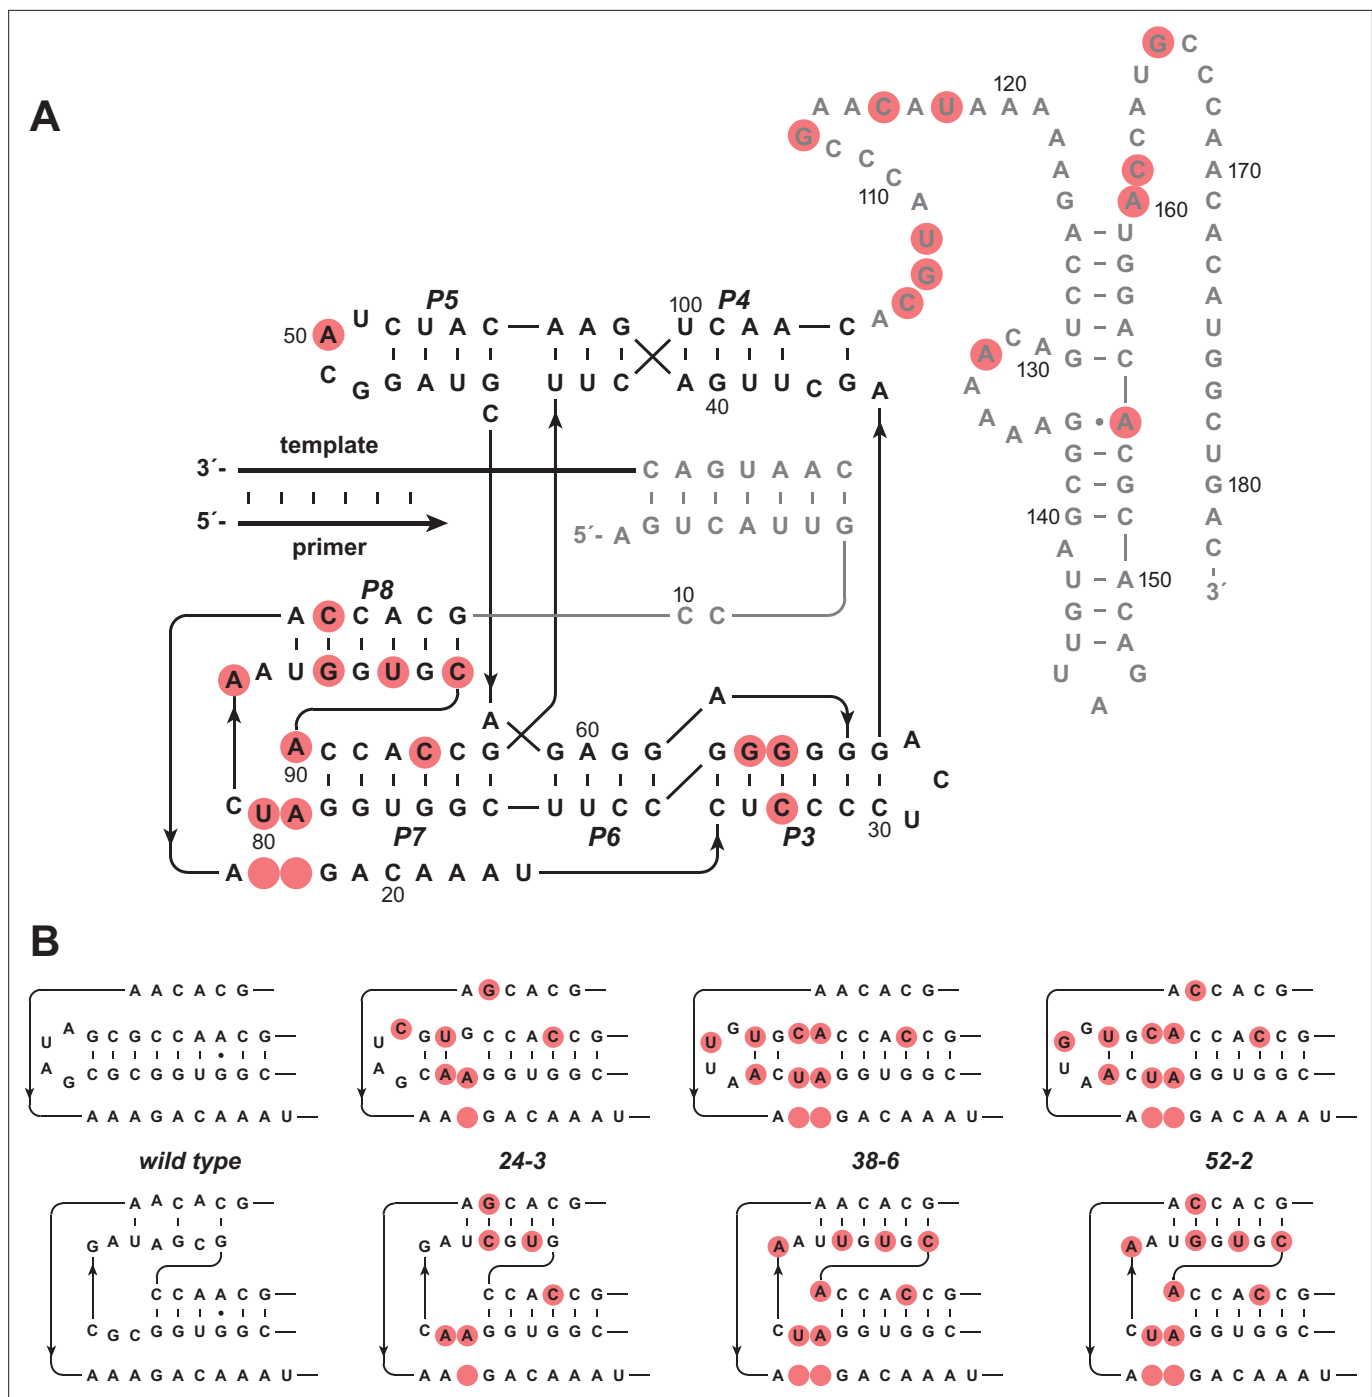 A
G C
U C
A A C A U A A A 120
A C
G C C C A C A
A C A 170
110 A G A 160 C
U A – U A
G C – G C
C C – G A
P5 100 P4 A
50 A U C U A C A A G U C A A C
U – A U
C G G A U G U U C A G U U C G A
40
A C A G – C G
130
C A G
template A A A G • A C
3´- C A G U A A C G – C U
5´- primer 5´- A G U C A U U G C – G G 180
140 G – C A
A C
P8 10 U – A 150 3´
A C C A C G C C G C
A A U G G U G C U – A
U G
A A
A
90 A C C A C C G G A G G G G G G G G A
60 C
C U A G G U G G C U U C C C U C C C C U
80 P7 P6 P3 30
A G A C A A A U
20
B
A A C A C G A G C A C G A A C A C G A C C A C G
U A G C G C C A A C G U C G U G C C A C C G U G U G C A C C A C C G G G U G C A C C A C C G
A G C G C G G U G G C A G C A A G G U G G C U A A C U A G G U G G C U A A C U A G G U G G C
A A A G A C A A A U A A G A C A A A U A G A C A A A U A G A C A A A U
wild type 24-3 38-6 52-2
A A C A C G A G C A C G A A C A C G A C C A C G
G A U A G C G G A U C G U G A A U U G U G C A A U G G U G C
C C A A C G C C A C C G A C C A C C G A C C A C C G
C G C G G U G G C C A A G G U G G C C U A G G U G G C C U A G G U G G C
A A A G A C A A A U A A G A C A A A U A G A C A A A U A G A C A A A U